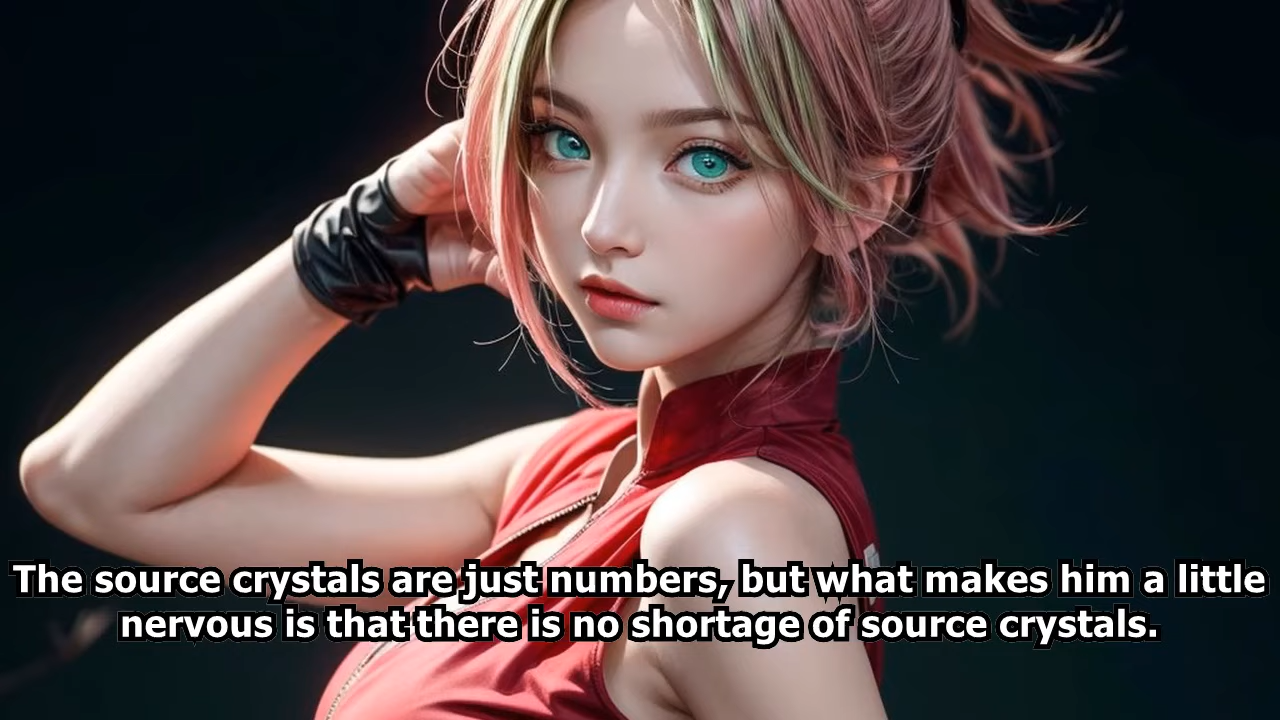 The source crystals are just numbers, but what makes him a little
nervous is that there is no shortage of source crystals.